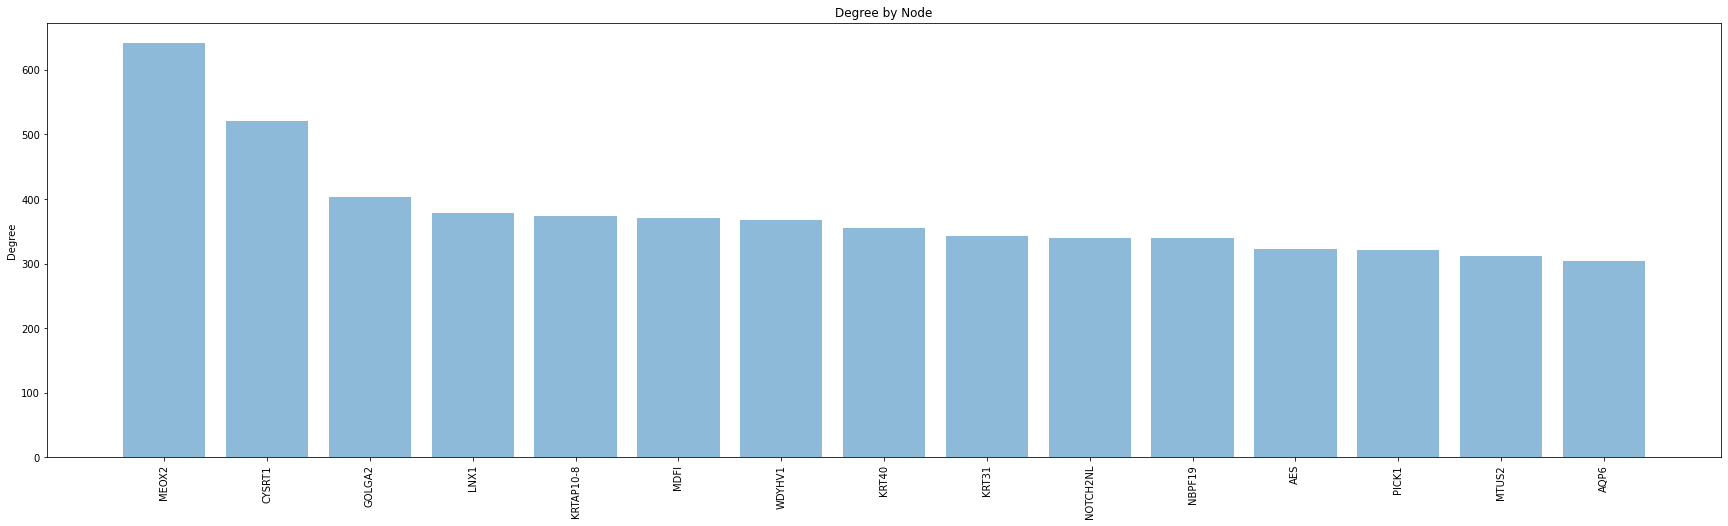 Degree by Node
Degree
600
500
400
300
200
100
0
MEOX2
CYSRT1
GOLGA2
LNX1
KRTAP10-8
MDFI
WDYHV1
KRT40
KRT31
NOTCH2NL
NBPF19
AES
PICK1
MTUS2
AQP6